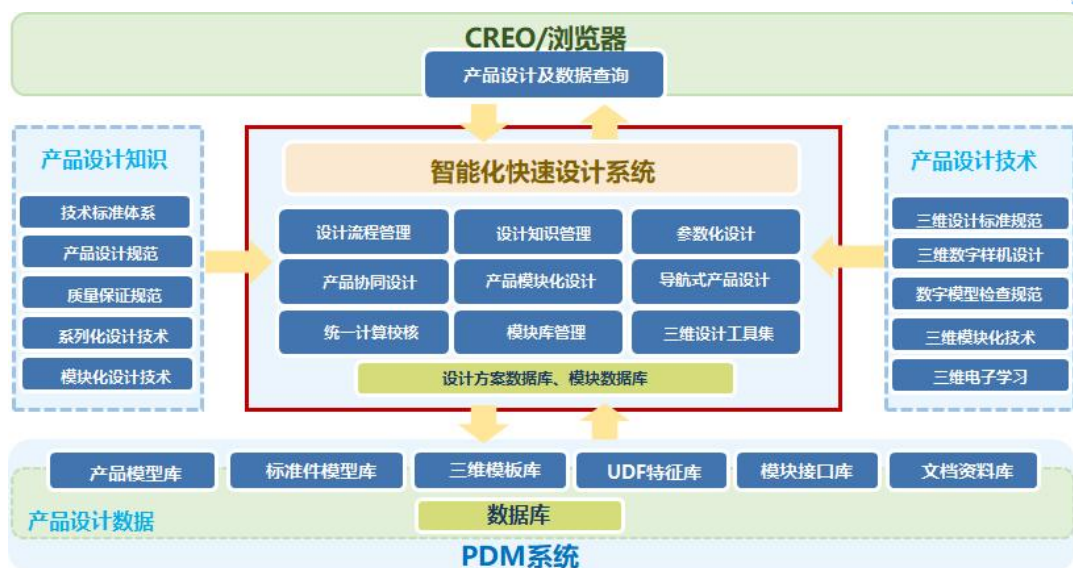 CREO/浏览器
产品设计及数据查询
产品设计知识
技术标准体系
产品设计规范
质量保证规范
系列化设计技术
模块化设计技术
智能化快速设计系统
设计流程管理
设计知识管理
参数化设计
产品协同设计
产品模块化设计
导航式产品设计
统一计算校核
模块库管理
三维设计工具集
设计方案数据库、模块数据库
产品设计技术
三维设计标准规范
三维数字样机设计
数字模型检查规范
三维模块化技术
三维电子学习
产品模型库
标准件模型库
三维模板库
UDF特征库
模块接口库
文档资料库
产品设计数据
数据库
PDM系统